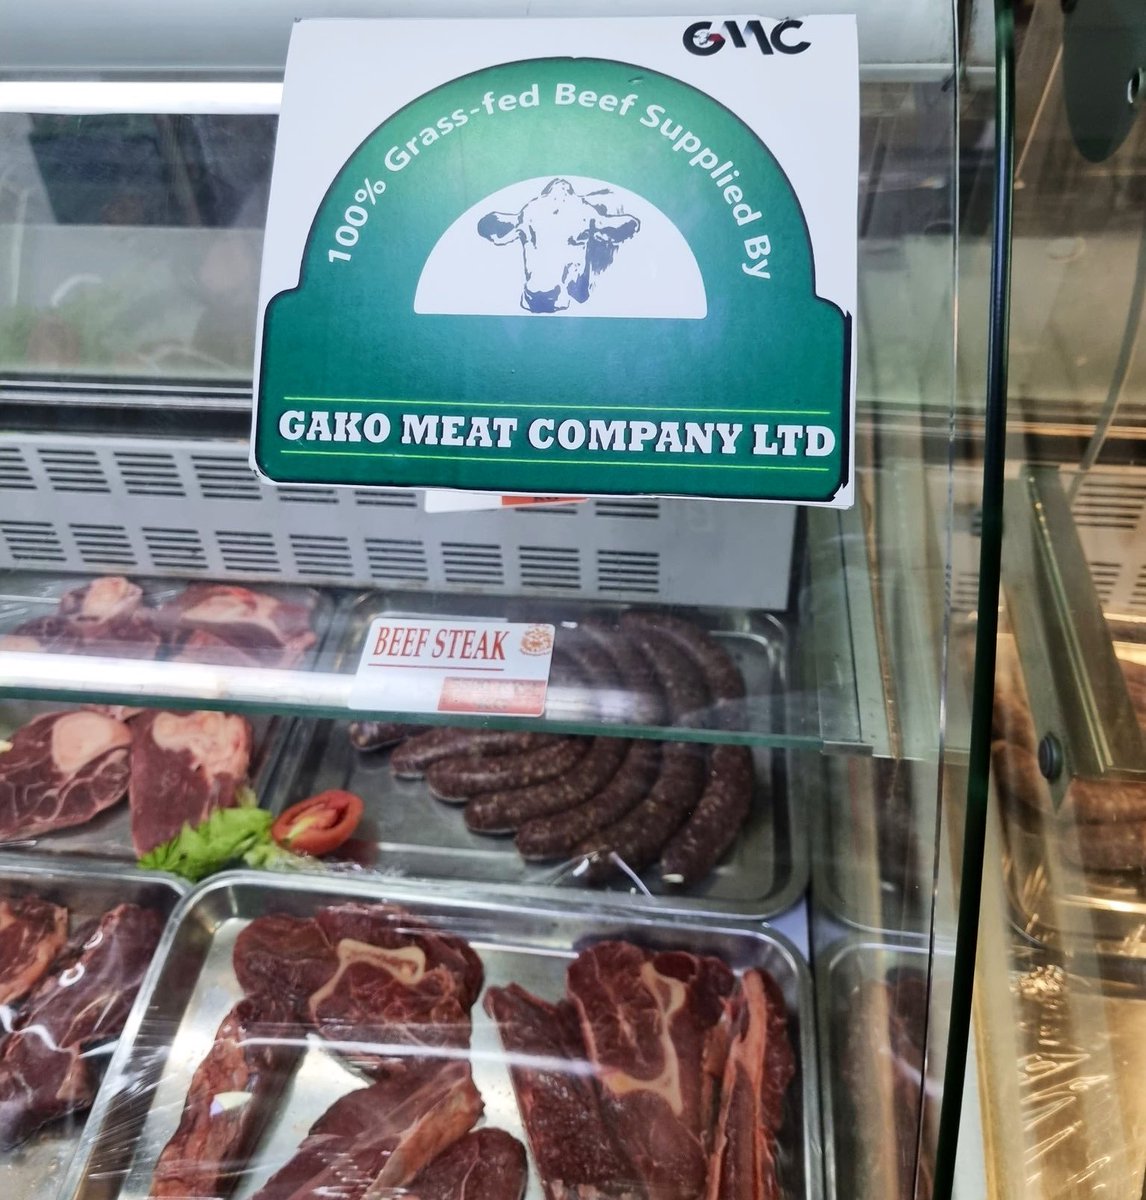 GMC
100% Grass-fed Beef Supplied By
GAKO MEAT COMPANY LTD
BEEF STEAK